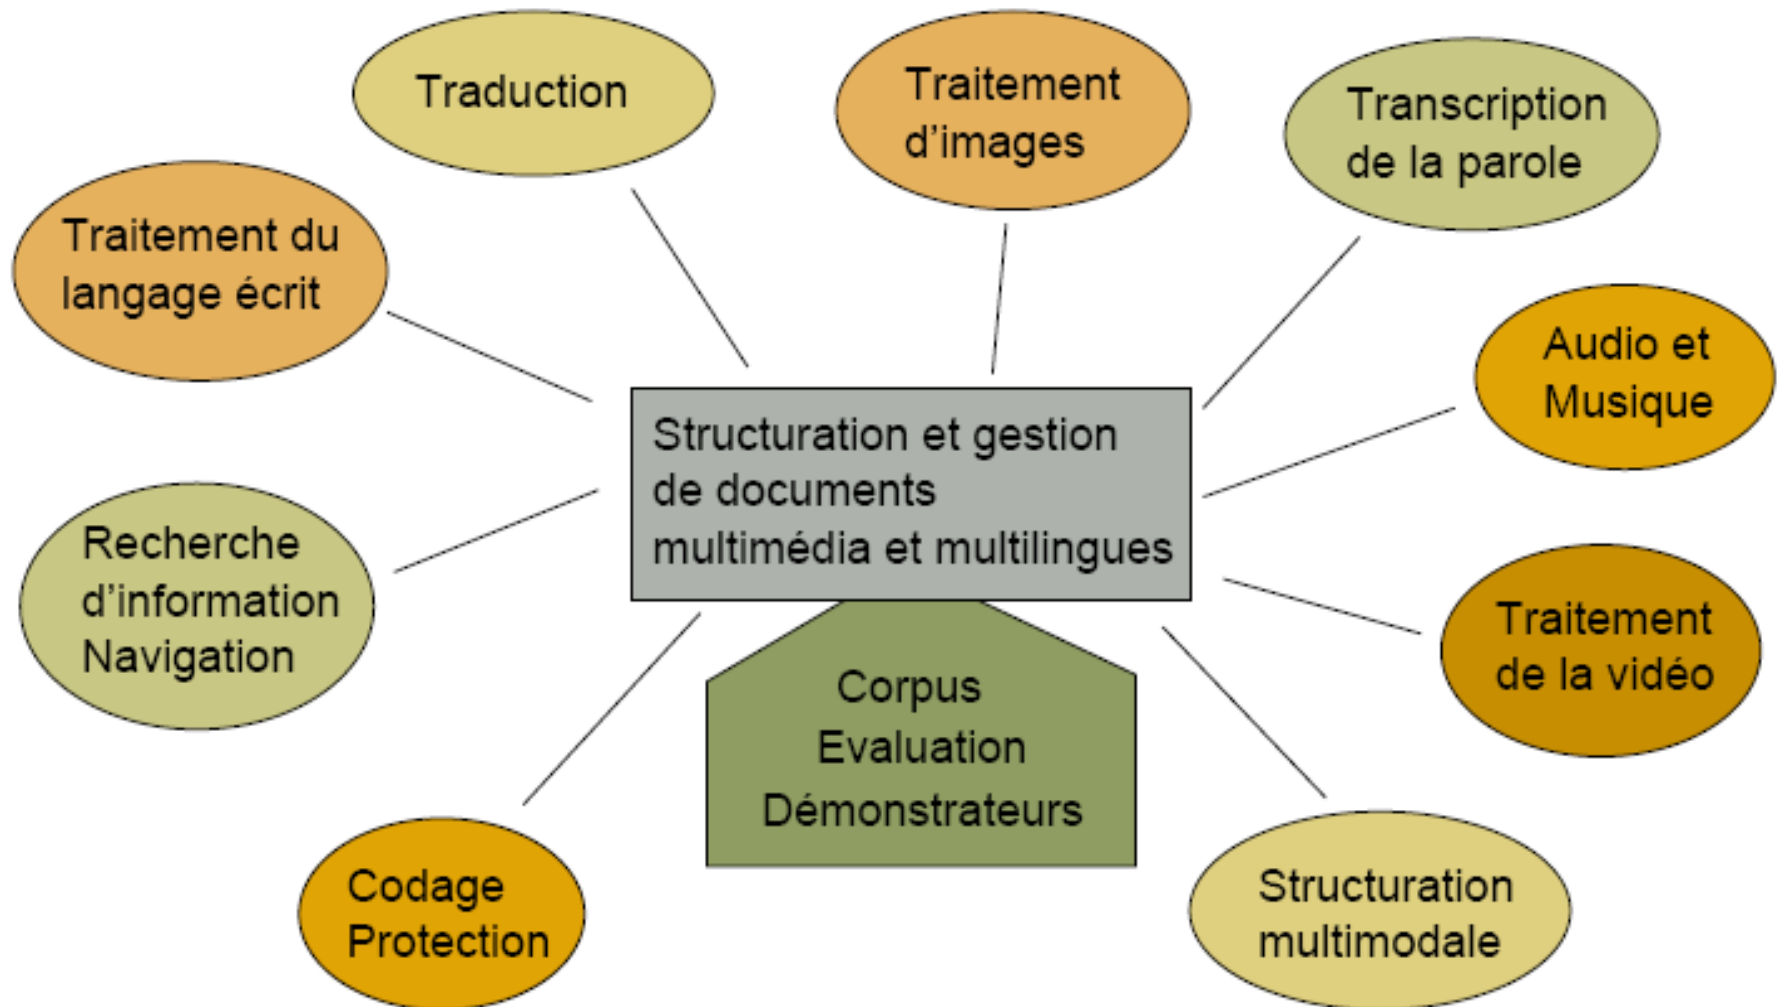 Traduction
Traitement
d'images
Transcription
de la parole
Traitement du
langage écrit
Audio et
Musique
Structuration et gestion
de documents
multimédia et multilingues
Recherche
d'information
Navigation
Traitement
de la vidéo
Corpus
Evaluation
Démonstrateurs
Codage
Protection
Structuration
multimodale